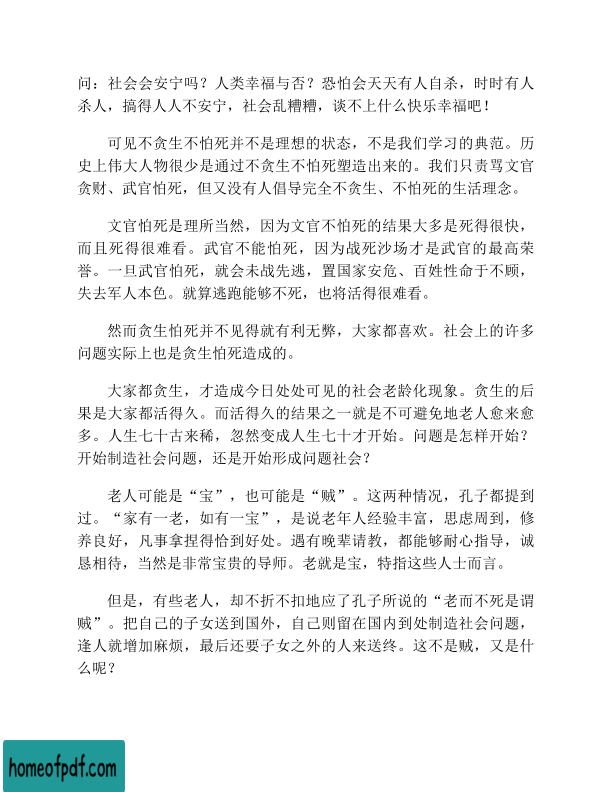 问：社会会安宁吗？人类幸福与否？恐怕会天天有人自杀，时时有人
杀人，搞得人人不安宁，社会乱糟糟，谈不上什么快乐幸福吧！
可见不贪生不怕死并不是理想的状态，不是我们学习的典范。历
史上伟大人物很少是通过不贪生不怕死塑造出来的。我们只责骂文官
贪财、武官怕死，但又没有人倡导完全不贪生、不怕死的生活理念。
文官怕死是理所当然，因为文官不怕死的结果大多是死得很快，
而且死得很难看。武官不能怕死，因为战死沙场才是武官的最高荣
誉。一旦武官怕死，就会未战先逃，置国家安危、百姓性命于不顾，
失去军人本色。就算逃跑能够不死，也将活得很难看。
然而贪生怕死并不见得就有利无弊，大家都喜欢。社会上的许多
问题实际上也是贪生怕死造成的。
大家都贪生，才造成今日处处可见的社会老龄化现象。贪生的后
果是大家都活得久。而活得久的结果之一就是不可避免地老人愈来愈
多。人生七十古来稀，忽然变成人生七十才开始。问题是怎样开始？
开始制造社会问题，还是开始形成问题社会？
老人可能是“宝”，也可能是“贼”。这两种情况，孔子都提到
过。“家有一老，如有一宝”，是说老年人经验丰富，思虑周到，修
养良好，凡事拿捏得恰到好处。遇有晚辈请教，都能够耐心指导，诚
恳相待，当然是非常宝贵的导师。老就是宝，特指这些人士而言。
但是，有些老人，却不折不扣地应了孔子所说的“老而不死是谓
贼”。把自己的子女送到国外，自己则留在国内到处制造社会问题，
逢人就增加麻烦，最后还要子女之外的人来送终。这不是贼，又是什
么呢？
homeofpdf.com